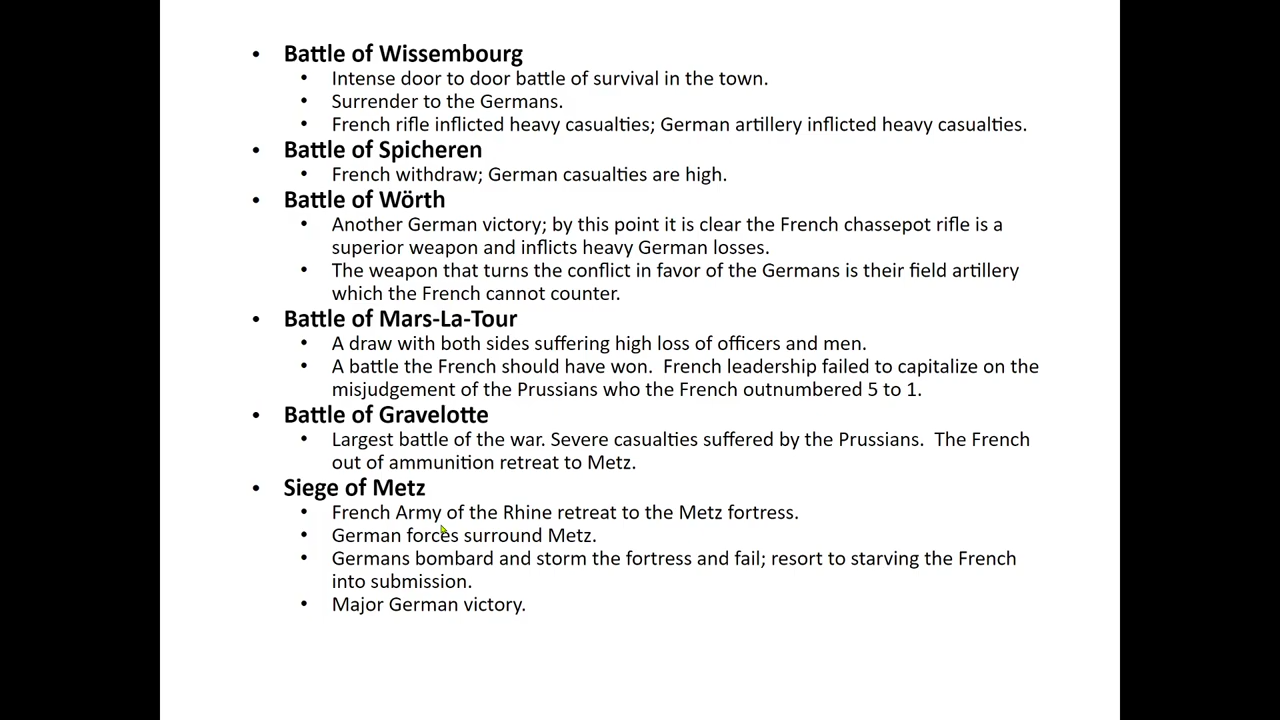 • Battle of Wissembourg
• Intense door to door battle of survival in the town.
• Surrender to the Germans.
• French rifle inflicted heavy casualties; German artillery inflicted heavy casualties.
• Battle of Spicheren
• French withdraw; German casualties are high.
• Battle of Wörth
• Another German victory; by this point it is clear the French chassepot rifle is a
superior weapon and inflicts heavy German losses.
• The weapon that turns the conflict in favor of the Germans is their field artillery
which the French cannot counter.
• Battle of Mars-La-Tour
• A draw with both sides suffering high loss of officers and men.
• A battle the French should have won.  French leadership failed to capitalize on the
misjudgement of the Prussians who the French outnumbered 5 to 1.
• Battle of Gravelotte
• Largest battle of the war. Severe casualties suffered by the Prussians.  The French
out of ammunition retreat to Metz.
• Siege of Metz
• French Army of the Rhine retreat to the Metz fortress.
• German forces surround Metz.
• Germans bombard and storm the fortress and fail; resort to starving the French
into submission.
• Major German victory.